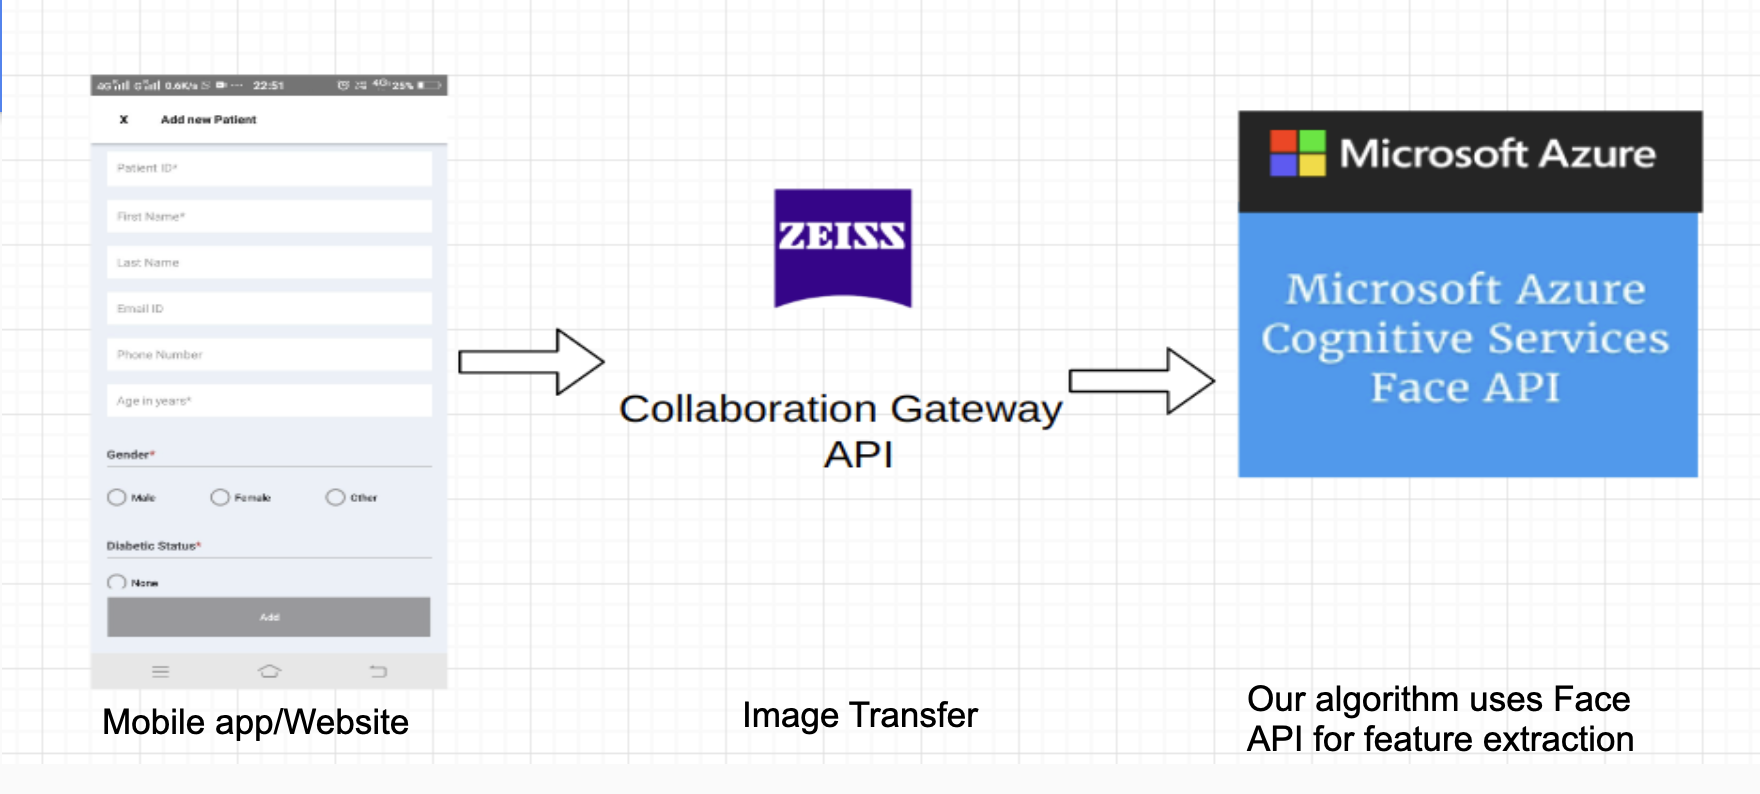 22:51
25%
X Add new Patient
Patient ID*
First Name*
Last Name
Email ID
Phone Number
Age in years*
Gender*
Male Female Other
Diabetic Status*
None
Add
Mobile app/Website
ZEISS
Collaboration Gateway
API
Image Transfer
Microsoft Azure
Microsoft Azure
Cognitive Services
Face API
Our algorithm uses Face
API for feature extraction